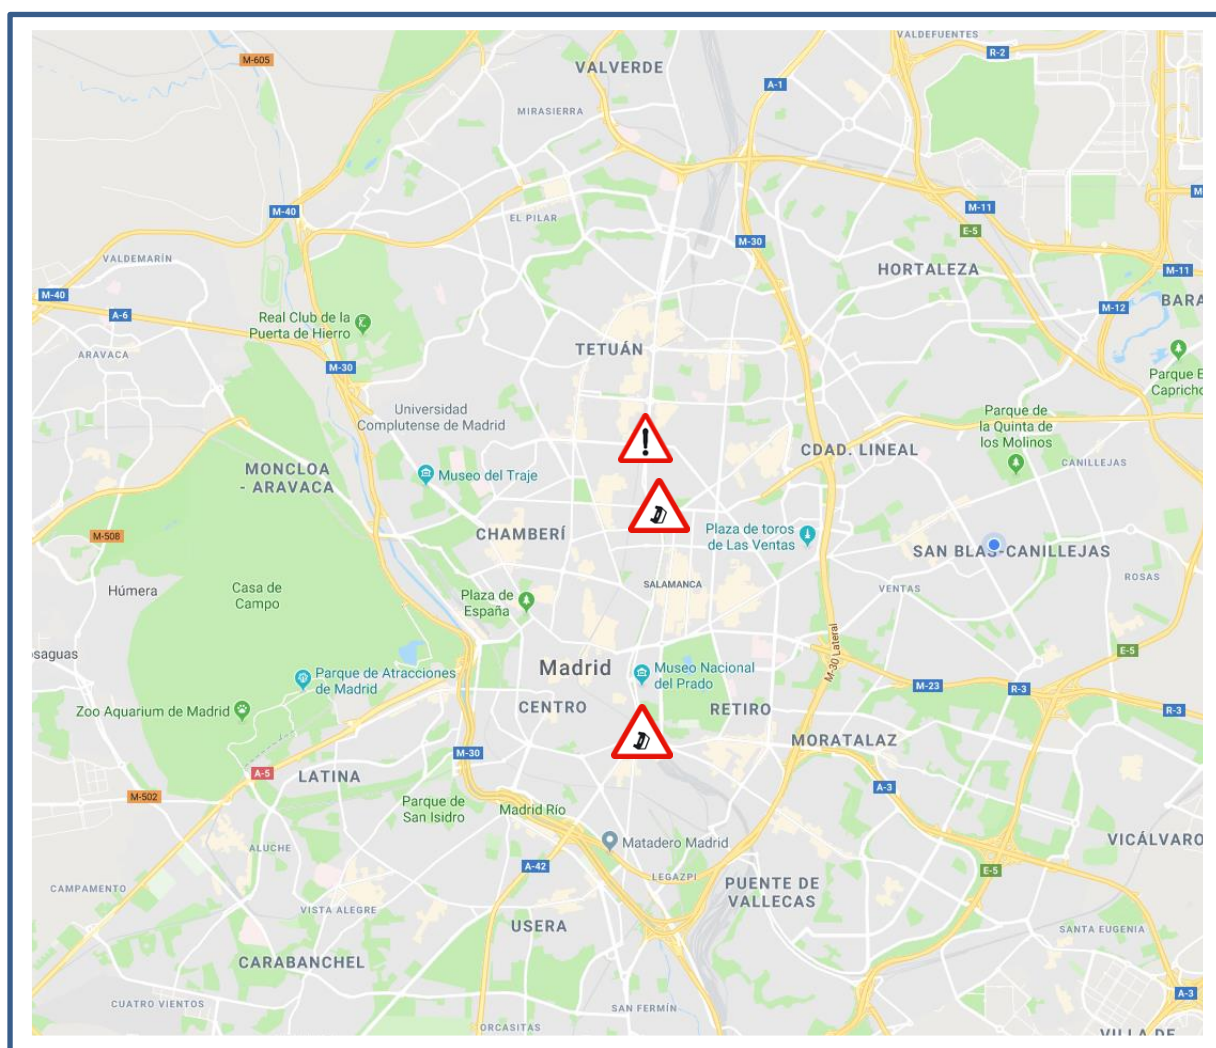 VALDEFUENTES
R-2
M-605
VALVERDE
A-1
MIRASIERRA
M
M-40
EL PILAR
M-11
E-5
M-30
VALDEMARÍN
HORTALEZA
M-11
M-40
A-6
Real Club de la
Puerta de Hierro
M-12
BARA
TETUÁN
ARAVACA
M-30
Parque E
Capricho
Universidad
Complutense de Madrid
Parque de
la Quinta de
los Molinos
!
CDAD. LINEAL
CANILLEJAS
MONCLOA
- ARAVACA
Museo del Traje
M-508
CHAMBERÍ
Plaza de toros
de Las Ventas
SAN BLAS-CANILLEJAS
Húmera
Casa de
Campo
Plaza de
España
SALAMANCA
VENTAS
ROSAS
osaguas
M-30 Lateral
E-5
Madrid
Museo Nacional
del Prado
Parque de Atracciones
de Madrid
M-23
R-3
R-3
Zoo Aquarium de Madrid
CENTRO
RETIRO
MORATALAZ
M-30
A-5
LATINA
A-3
M-502
Parque de
San Isidro
Madrid Río
Matadero Madrid
VICÁLVARO
ALUCHE
A-42
LEGAZPI
E-5
CAMPAMENTO
PUENTE DE
VALLECAS
VISTA ALEGRE
USERA
SANTA EUGENIA
CARABANCHEL
A-3
CUATRO VIENTOS
SAN FERMÍN
ORCASITAS
VILLA DE